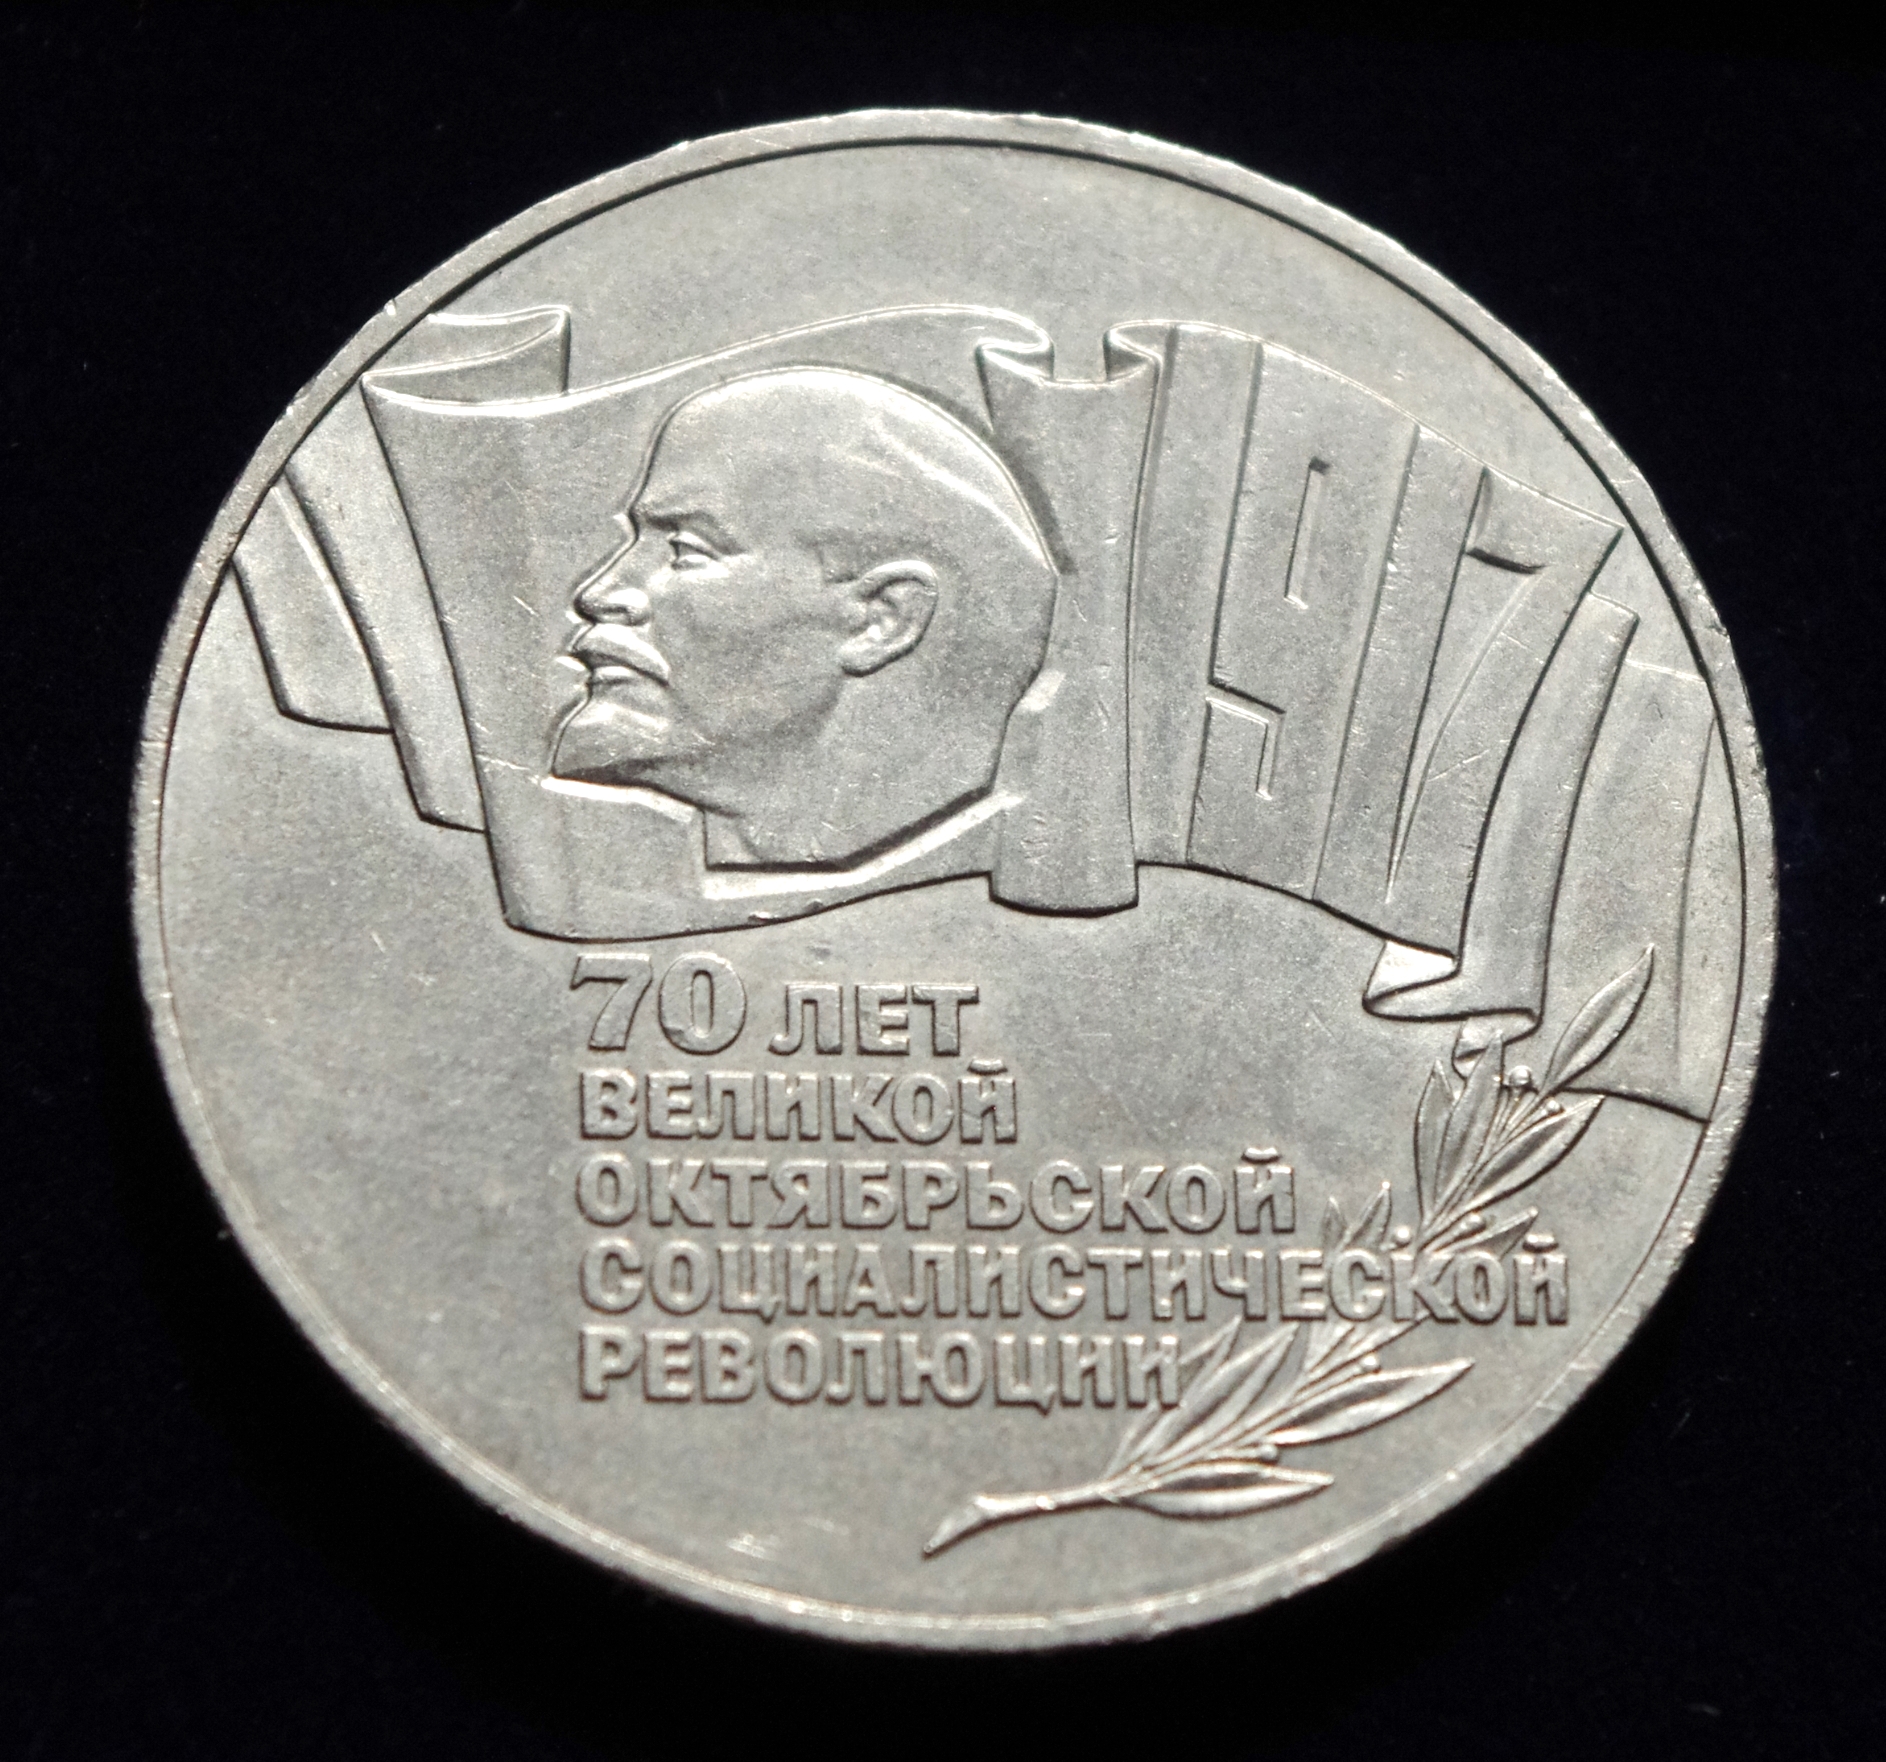 1917
70 ЛЕТ
ВЕЛИКОЙ
ОКТЯБРЬСКОЙ
СОЦИАЛИСТИЧЕСКОЙ
РЕВОЛЮЦИИ